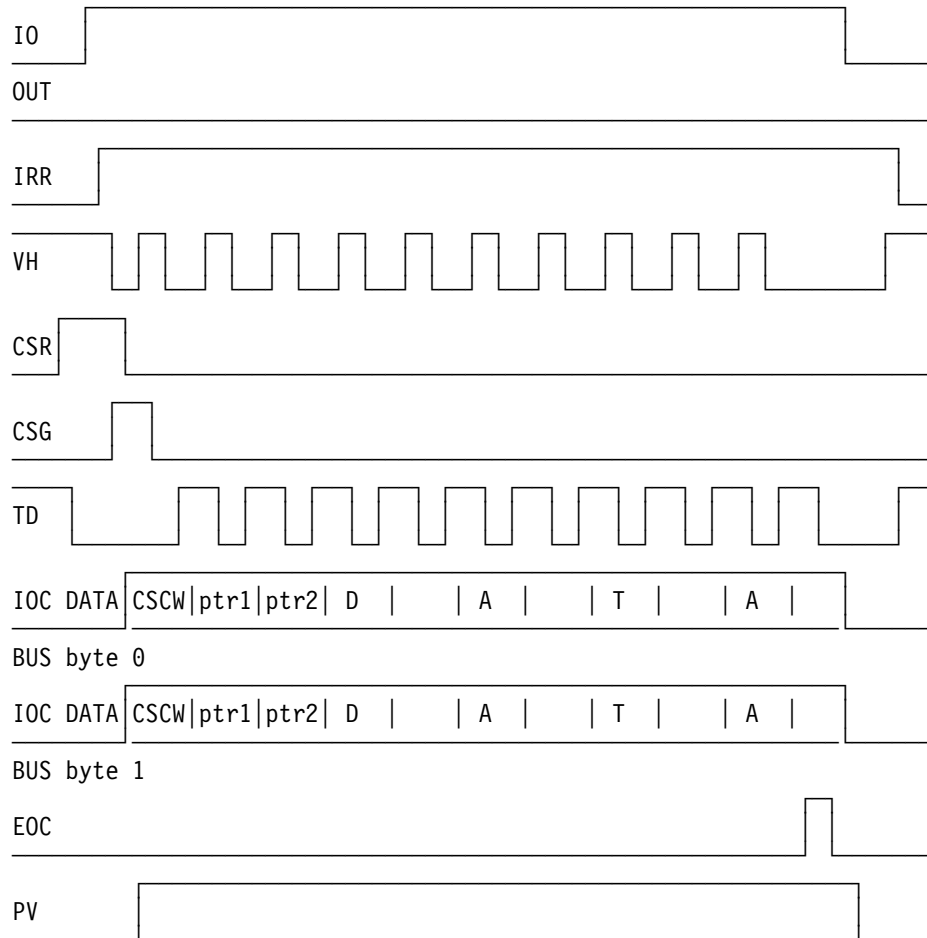 IO
OUT
IRR
VH
CSR
CSG
TD
IOC DATA|CSCW|ptr1|ptr2| D | | A | | T | | A |
BUS byte 0
IOC DATA|CSCW|ptr1|ptr2| D | | A | | T | | A |
BUS byte 1
EOC
PV